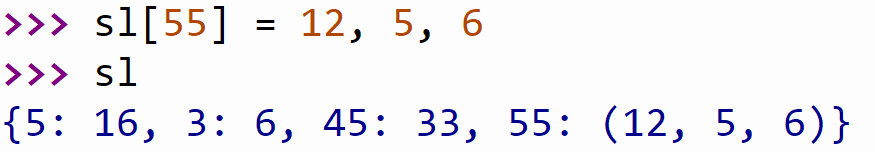 >>> sl[55] = 12, 5, 6
>>> sl
{5: 16, 3: 6, 45: 33, 55: (12, 5, 6)}